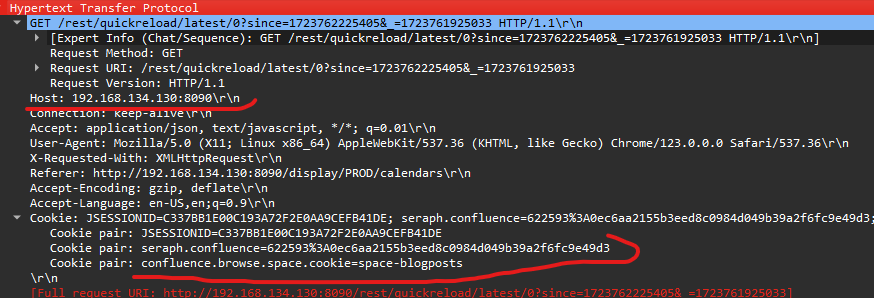 Hypertext Transfer Protocol
GET /rest/quickreload/latest/0?since=1723762225405&_=1723761925033 HTTP/1.1\r\n
[Expert Info (Chat/Sequence): GET /rest/quickreload/latest/0?since=1723762225405&_=1723761925033 HTTP/1.1\r\n]
Request Method: GET
Request URI: /rest/quickreload/latest/0?since=1723762225405&_=1723761925033
Request Version: HTTP/1.1
Host: 192.168.134.130:8090\r\n
Connection: keep-alive\r\n
Accept: application/json, text/javascript, */*; q=0.01\r\n
User-Agent: Mozilla/5.0 (X11; Linux x86_64) AppleWebKit/537.36 (KHTML, like Gecko) Chrome/123.0.0.0 Safari/537.36\r\n
X-Requested-With: XMLHttpRequest\r\n
Referer: http://192.168.134.130:8090/display/PROD/calendars\r\n
Accept-Encoding: gzip, deflate\r\n
Accept-Language: en-US,en;q=0.9\r\n
Cookie: JSESSIONID=C337BB1E00C193A72F2E0AA9CEFB41DE; seraph.confluence=622593%3A0ec6aa2155b3eed8c0984d049b39a2f6fc9e49d3;
Cookie pair: JSESSIONID=C337BB1E00C193A72F2E0AA9CEFB41DE
Cookie pair: seraph.confluence=622593%3A0ec6aa2155b3eed8c0984d049b39a2f6fc9e49d3
Cookie pair: confluence.browse.space.cookie=space-blogposts
\r\n
[Full request URI: http://192.168.134.130:8090/rest/quickreload/latest/0?since=1723762225405&_=1723761925033]